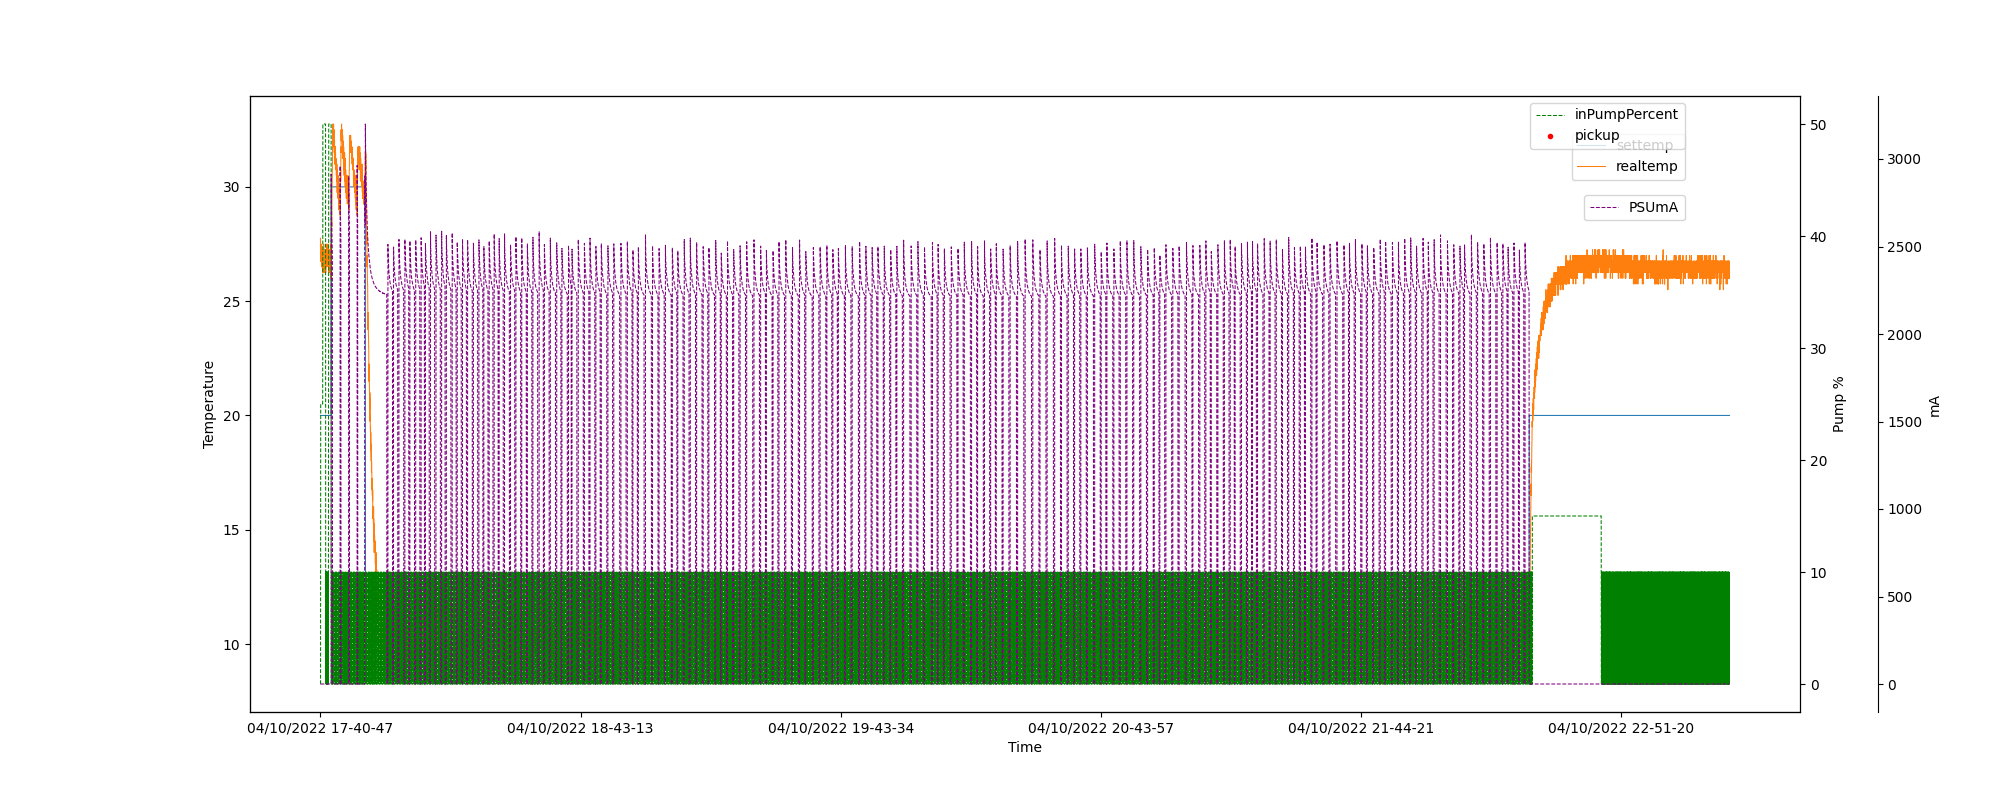 inPumpPercent
pickup
settemp
realtemp
PSUmA
Temperature
30
25
20
15
10
50
40
30
20
10
0
Pump %
3000
2500
2000
1500
1000
500
0
mA
04/10/2022 17-40-47
04/10/2022 18-43-13
04/10/2022 19-43-34
04/10/2022 20-43-57
04/10/2022 21-44-21
04/10/2022 22-51-20
Time